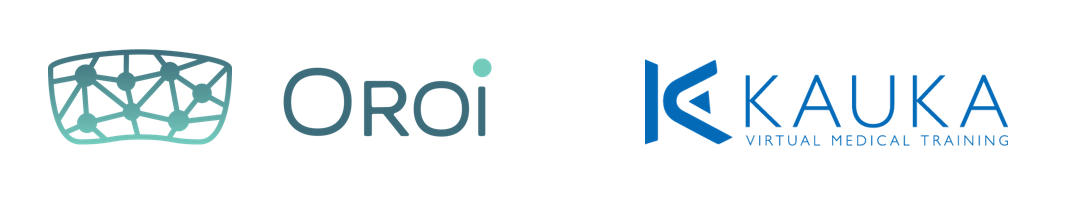 Oroi
KAUKA
VIRTUAL MEDICAL TRAINING